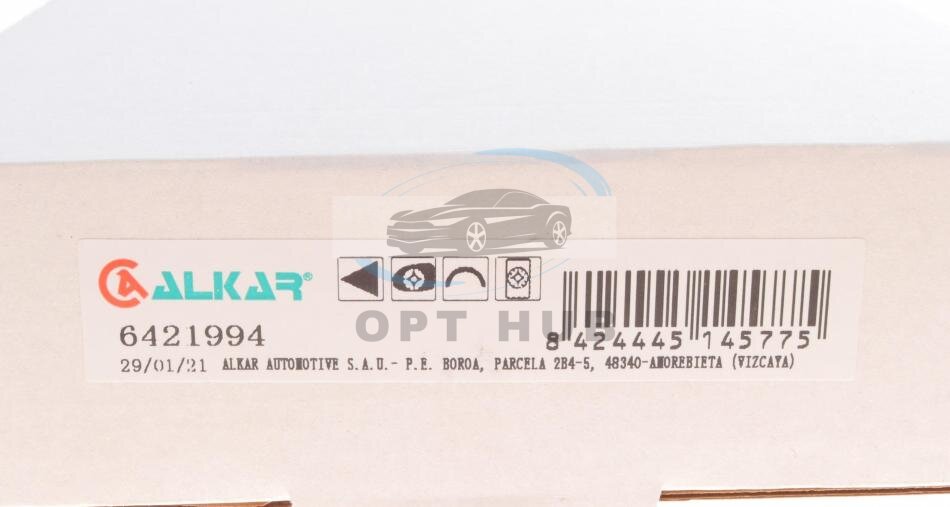 ALKAR®
6421994
OPT HUB
8 424445 145775
29/01/21 ALKAR AUTOMOTIVE S.A.U.- P.E. BOROA, PARCELA 2B4-5, 48340-AMOREBIETA (VIZCAYA)